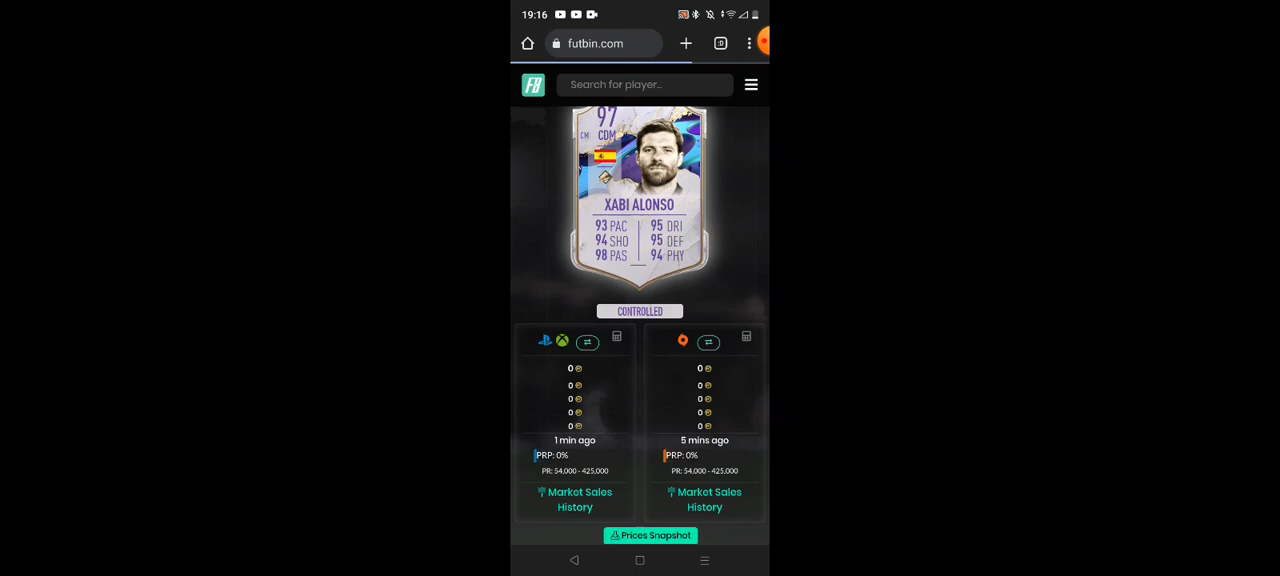 19:16
futbin.com
Search for player...
97
CM CDM
XABI ALONSO
93 PAC 95 DRI
94 SHO 95 DEF
98 PAS 94 PHY
CONTROLLED
0 0
0 0
0 0
0 0
0 0
1 min ago 5 mins ago
PRP: 0% PRP: 0%
PR: 54,000 - 425,000 PR: 54,000 - 425,000
Market Sales History Market Sales History
Prices Snapshot